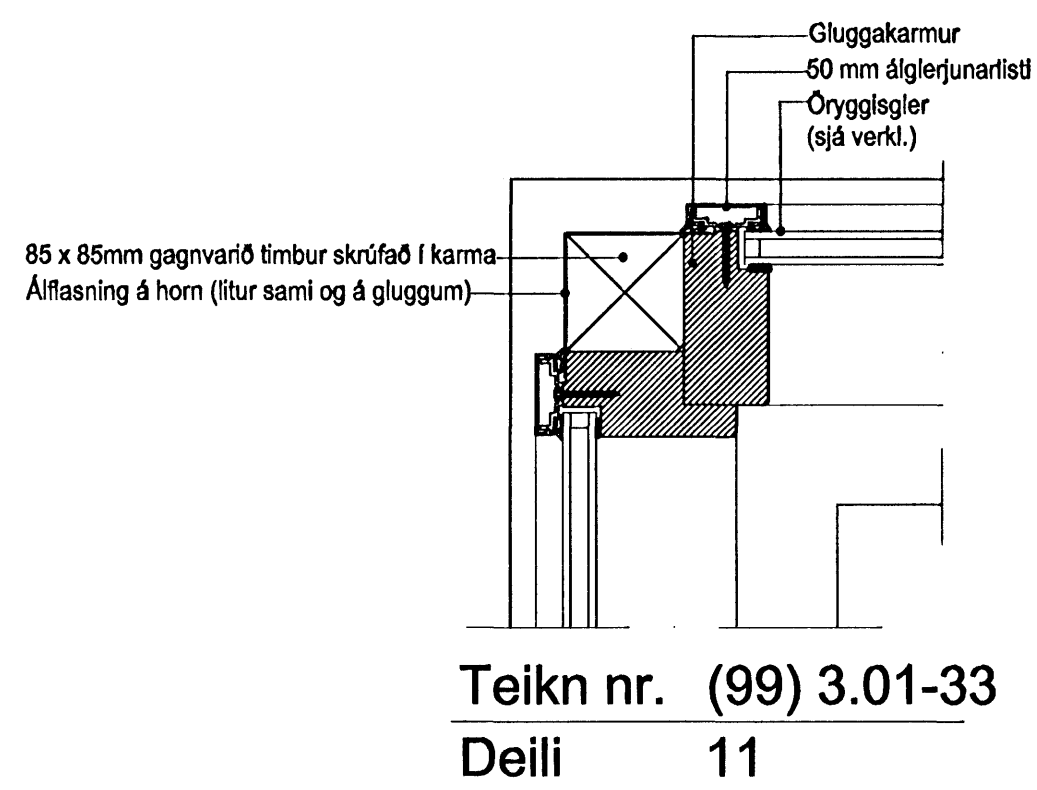 Gluggakarmur
50 mm álglerjunarlisti
Öryggisgler
(sjá verkl.)
85 x 85mm gagnvarið timbur skrúfað í karma
Álflasning á horn (litur sami og á gluggum)
Teikn nr. (99) 3.01-33
Deili 11